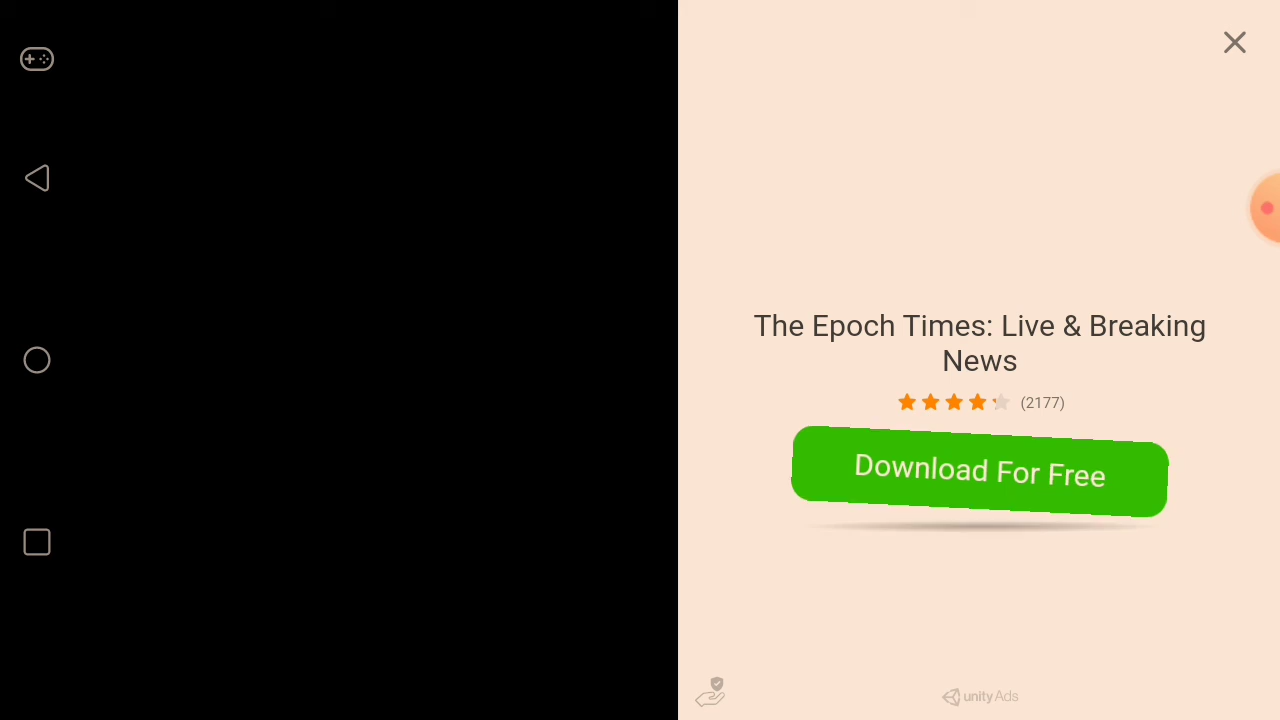 The Epoch Times: Live & Breaking
News
(2177)
Download For Free
unity Ads